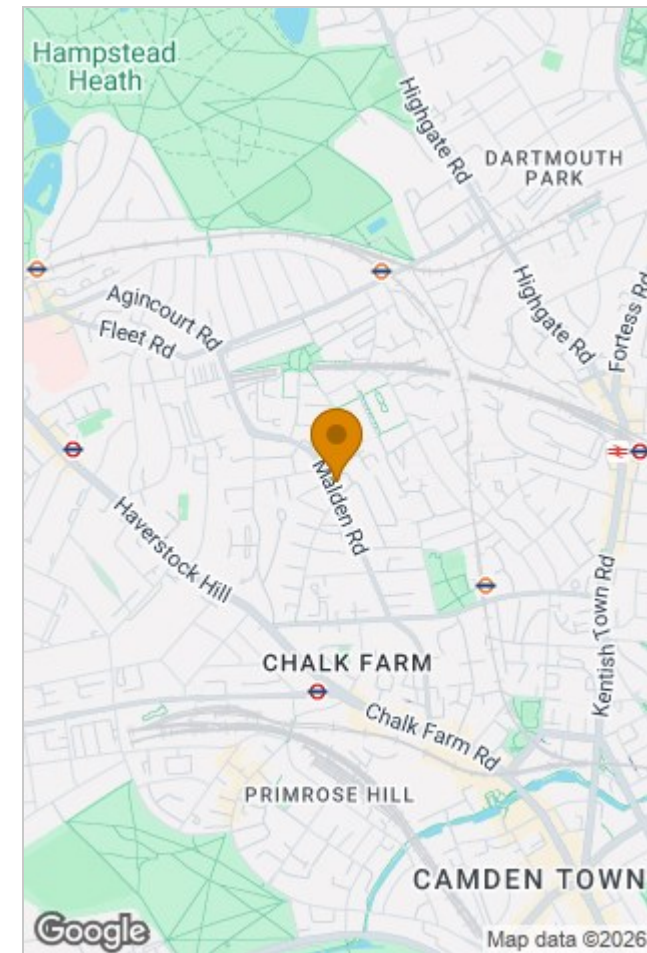 Hampstead
Heath
Highgate Rd
DARTMOUTH
PARK
Highgate Rd
Fortess Rd
Agincourt Rd
Fleet Rd
Malden Rd
Haverstock Hill
Kentish Town Rd
CHALK FARM
Chalk Farm Rd
PRIMROSE HILL
CAMDEN TOWN
Google
Map data ©2026